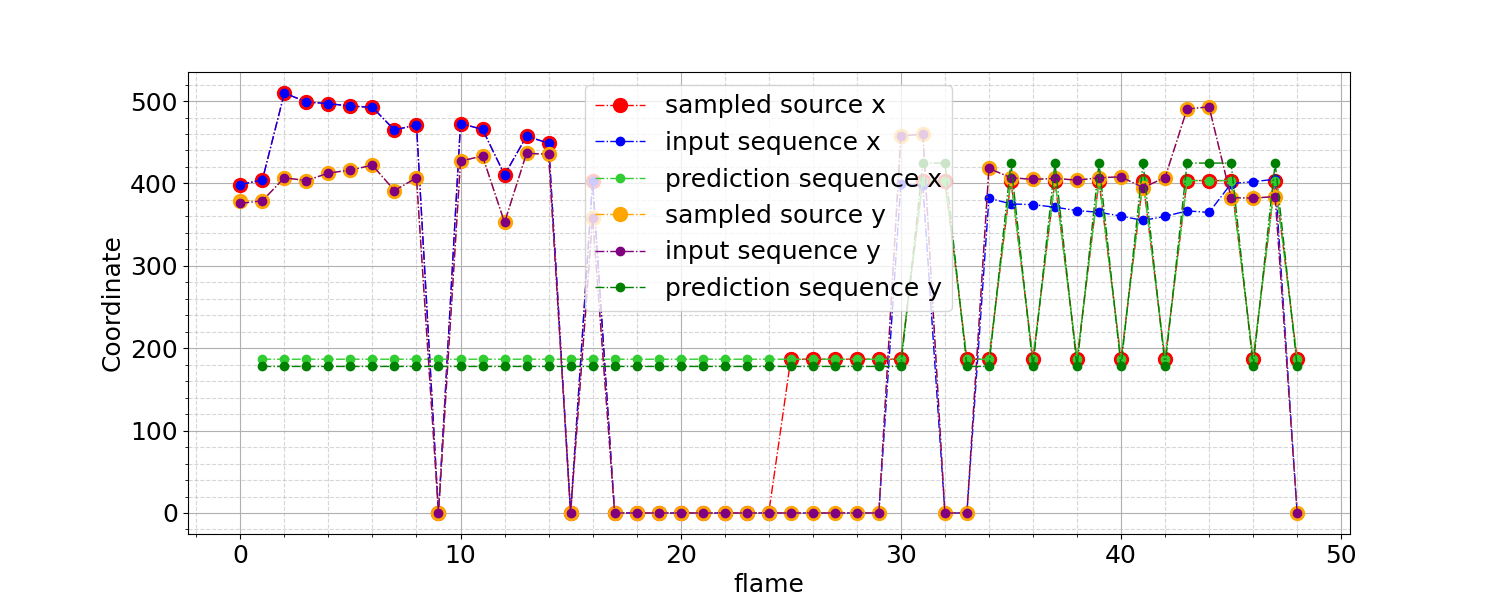 500
400
300
200
100
0
Coordinate
sampled source x
input sequence x
prediction sequence x
sampled source y
input sequence y
prediction sequence y
0 10 20 30 40 50
flame